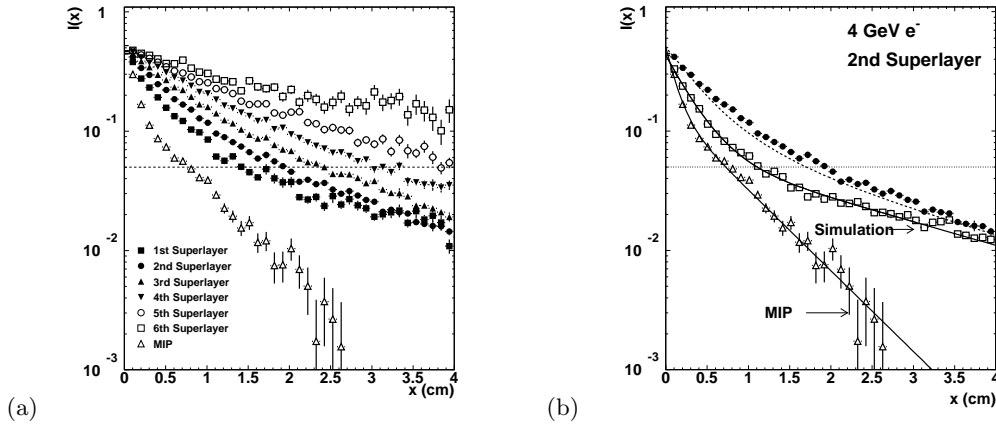 I(x)
1
10⁻¹
10⁻²
10⁻³
1st Superlayer
2nd Superlayer
3rd Superlayer
4th Superlayer
5th Superlayer
6th Superlayer
MIP
0 0.5 1 1.5 2 2.5 3 3.5 4
x (cm)
(a)
I(x)
4 GeV e⁻
2nd Superlayer
1
10⁻¹
10⁻²
10⁻³
Simulation
MIP
0 0.5 1 1.5 2 2.5 3 3.5 4
x (cm)
(b)